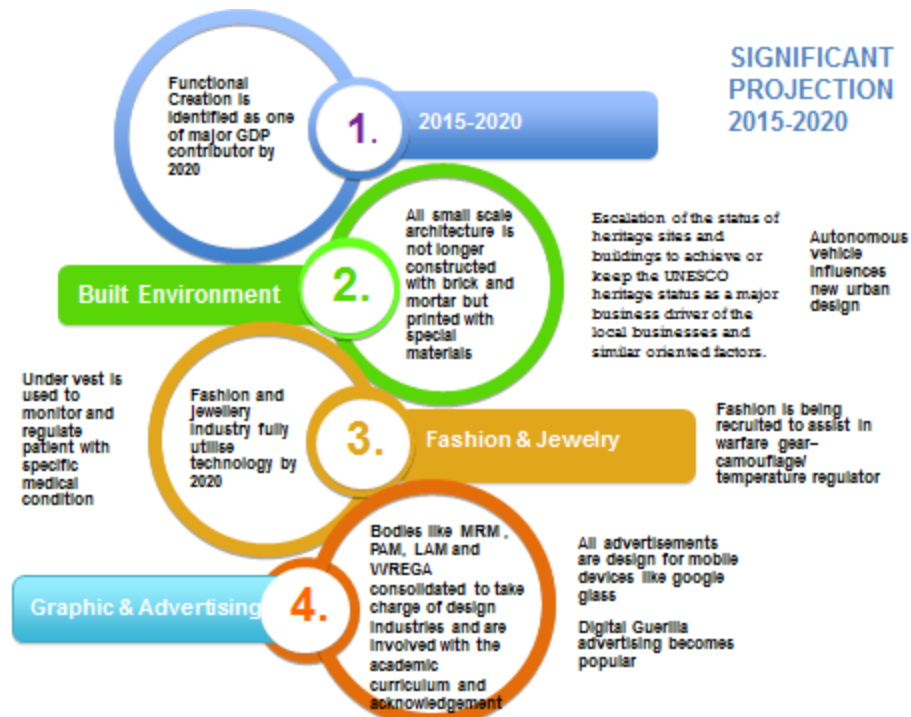 SIGNIFICANT
PROJECTION
2015-2020
Functional
Creation is
identified as one
of major GDP
contributor by
2020
1.
2015-2020
All small scale
architecture is
not longer
constructed
with brick and
mortar but
printed with
special
materials
2.
Built Environment
Escalation of the status of
heritage sites and
buildings to achieve or
keep the UNESCO
heritage status as a major
business driver of the
local businesses and
similar oriented factors.
Autonomous
vehicle
influences
new urban
design
Under vest is
used to
monitor and
regulate
patient with
specific
medical
condition
Fashion and
jewellery
industry fully
utilise
technology by
2020
3.
Fashion & Jewelry
Fashion is being
recruited to assist in
warfare gear–
camouflage/
temperature regulator
Graphic & Advertising
4.
Bodies like MRM,
PAM, LAM and
VVREGA
consolidated to take
charge of design
industries and are
involved with the
academic
curriculum and
acknowledgement
All advertisements
are design for mobile
devices like google
glass
Digital Guerilla
advertising becomes
popular